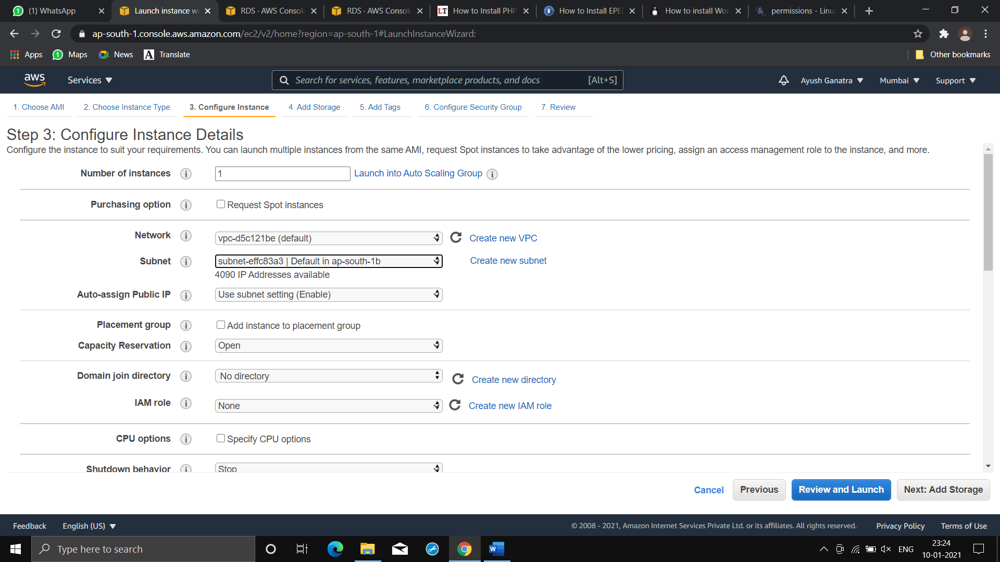 (1) WhatsApp
Launch instance wi
RDS · AWS Console
RDS · AWS Console
LT How to Install PHP
How to Install EPEL
How to install Wor
permissions - Linu
ap-south-1.console.aws.amazon.com/ec2/v2/home?region=ap-south-1#LaunchInstanceWizard:
Apps Maps News A Translate Other bookmarks
aws Services Search for services, features, marketplace products, and docs [Alt+S] Ayush Ganatra Mumbai Support
1. Choose AMI 2. Choose Instance Type 3. Configure Instance 4. Add Storage 5. Add Tags 6. Configure Security Group 7. Review
Step 3: Configure Instance Details
Configure the instance to suit your requirements. You can launch multiple instances from the same AMI, request Spot instances to take advantage of the lower pricing, assign an access management role to the instance, and more.
Number of instances i 1 Launch into Auto Scaling Group i
Purchasing option i Request Spot instances
Network i vpc-d5c121be (default) Create new VPC
Subnet i subnet-effc83a3 | Default in ap-south-1b Create new subnet
4090 IP Addresses available
Auto-assign Public IP i Use subnet setting (Enable)
Placement group i Add instance to placement group
Capacity Reservation i Open
Domain join directory i No directory Create new directory
IAM role i None Create new IAM role
CPU options i Specify CPU options
Shutdown behavior i Stop
Cancel Previous Review and Launch Next: Add Storage
Feedback English (US) © 2008 - 2021, Amazon Internet Services Private Ltd. or its affiliates. All rights reserved. Privacy Policy Terms of Use
Type here to search W ENG 23:24
10-01-2021